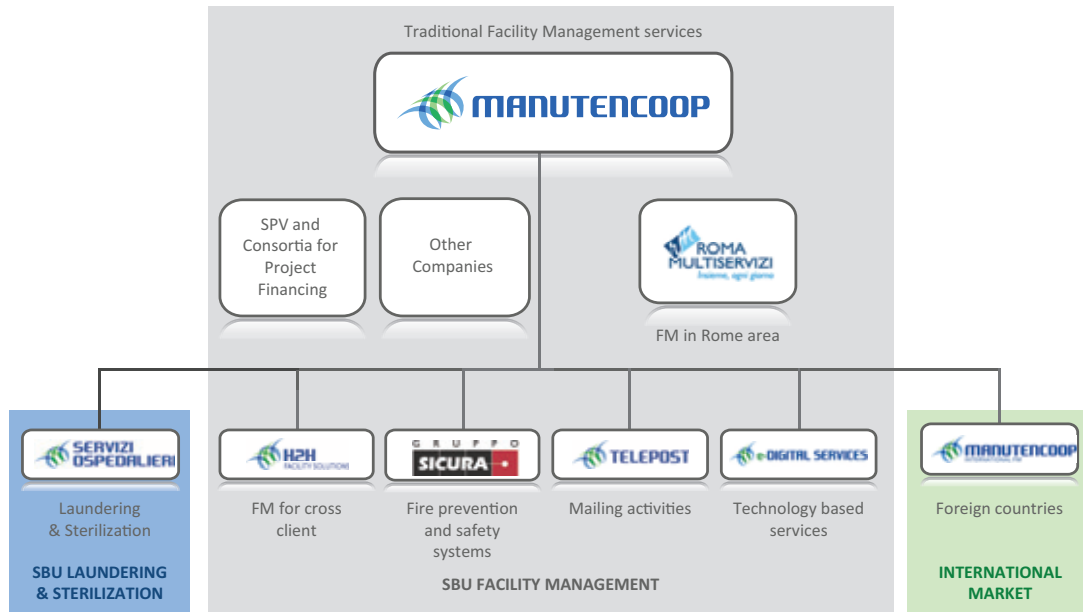 Traditional Facility Management services
MANUTENCOOP
SPV and
Consortia for
Project
Financing
Other
Companies
ROMA
MULTISERVIZI
Insieme, ogni giorno
FM in Rome area
SERVIZI
OSPEDALIERI
H2H
FACILITY SOLUTIONS
GRUPPO
SICURA
TELEPOST
e-DIGITAL SERVICES
MANUTENCOOP
INTERNATIONAL FM
Laundering
& Sterilization
FM for cross
client
Fire prevention
and safety
systems
Mailing activities
Technology based
services
Foreign countries
SBU LAUNDERING
& STERILIZATION
SBU FACILITY MANAGEMENT
INTERNATIONAL
MARKET